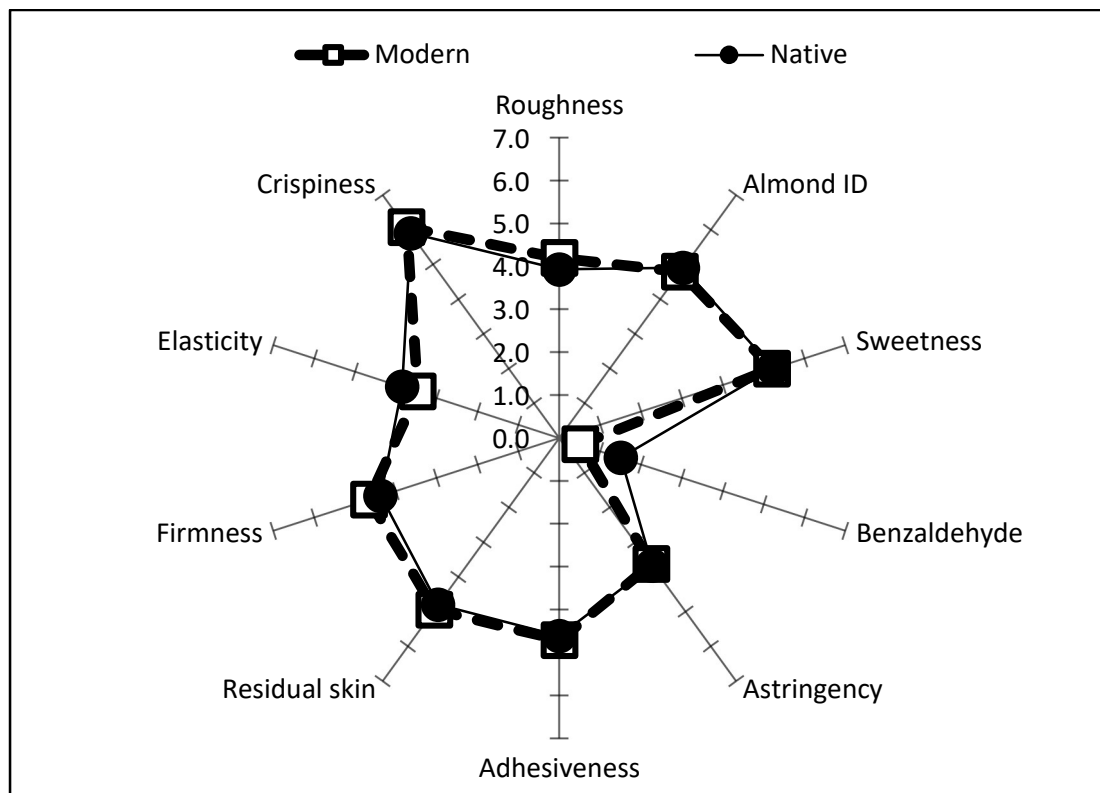 Modern Native
Roughness
7.0
6.0
Crispiness Almond ID
5.0
4.0
3.0
Elasticity Sweetness
2.0
1.0
0.0
Firmness Benzaldehyde
Residual skin Astringency
Adhesiveness